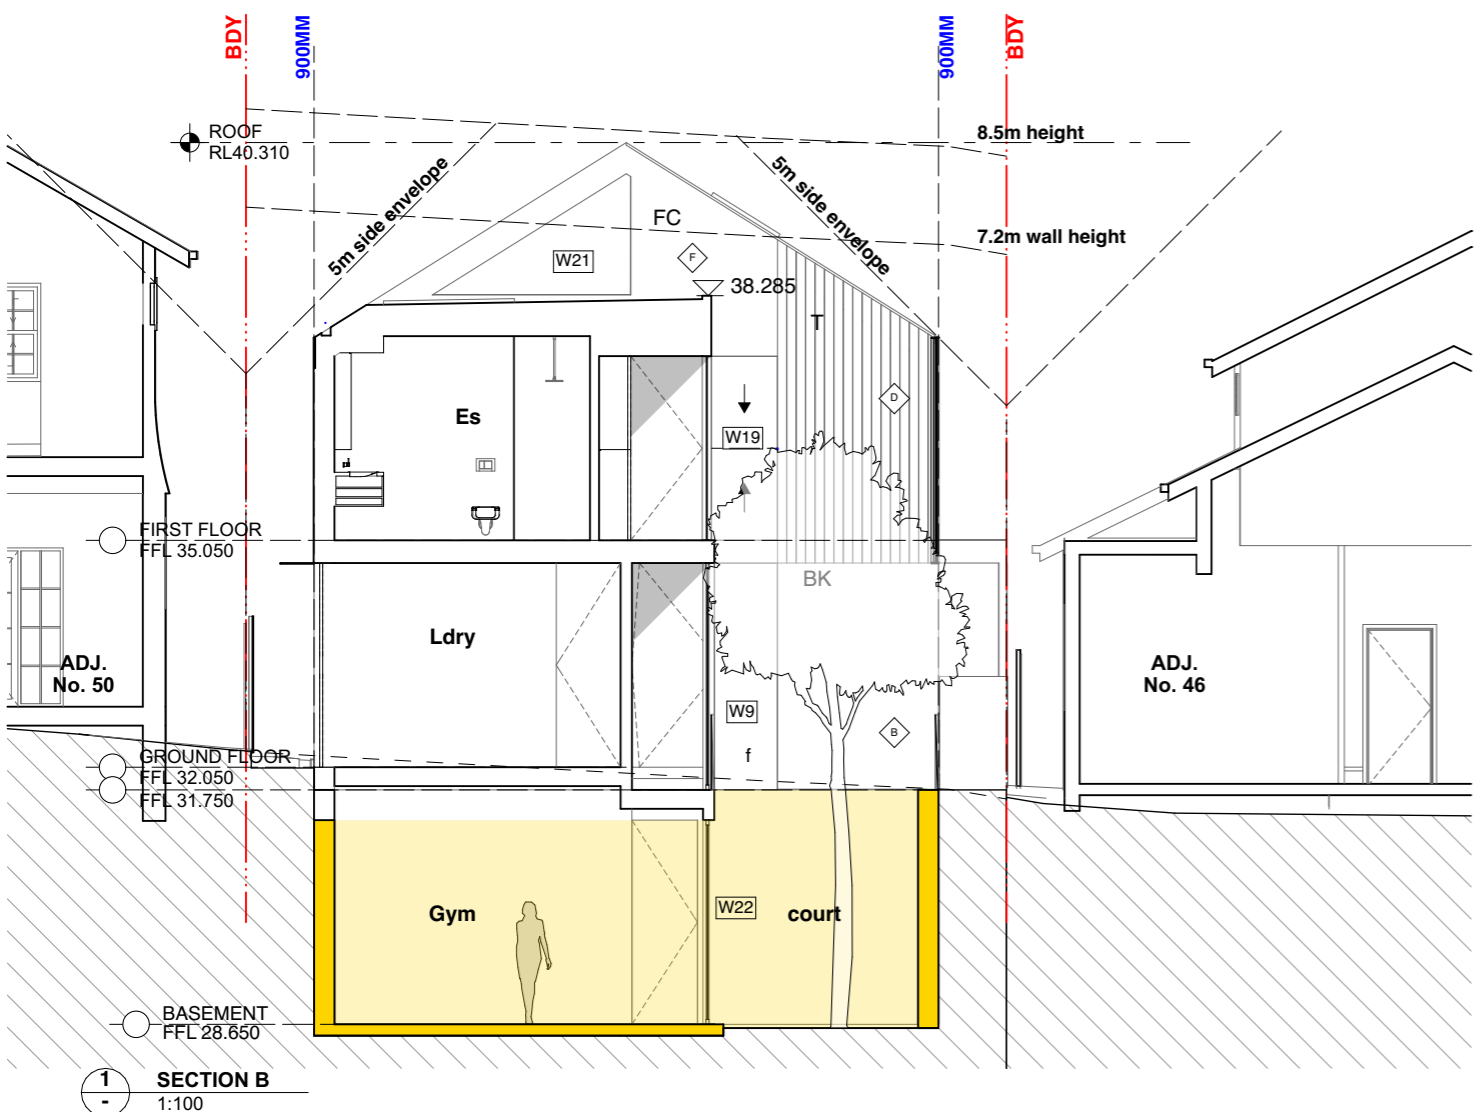 BDY
900MM
900MM
BDY
ROOF
RL40.310
8.5m height
5m side envelope
5m side envelope
FC
7.2m wall height
W21
F
38.285
T
D
Es
W19
FIRST FLOOR
FFL 35.050
BK
Ldry
ADJ.
No. 50
ADJ.
No. 46
W9
B
f
GROUND FLOOR
FFL 32.050
FFL 31.750
Gym
W22
court
BASEMENT
FFL 28.650
1
-
SECTION B
1:100